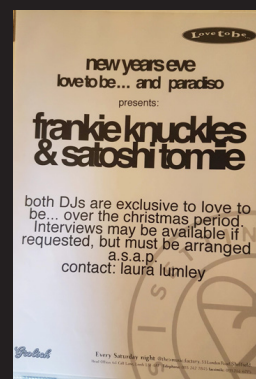 Love to be
new years eve
love to be... and paradiso
presents:
frankie knuckles
& satoshi tomiie
both DJs are exclusive to love to
be... over the christmas period.
Interviews may be available if
requested, but must be arranged
a.s.a.p.
contact: laura lumley
Grolsch
Every Saturday night